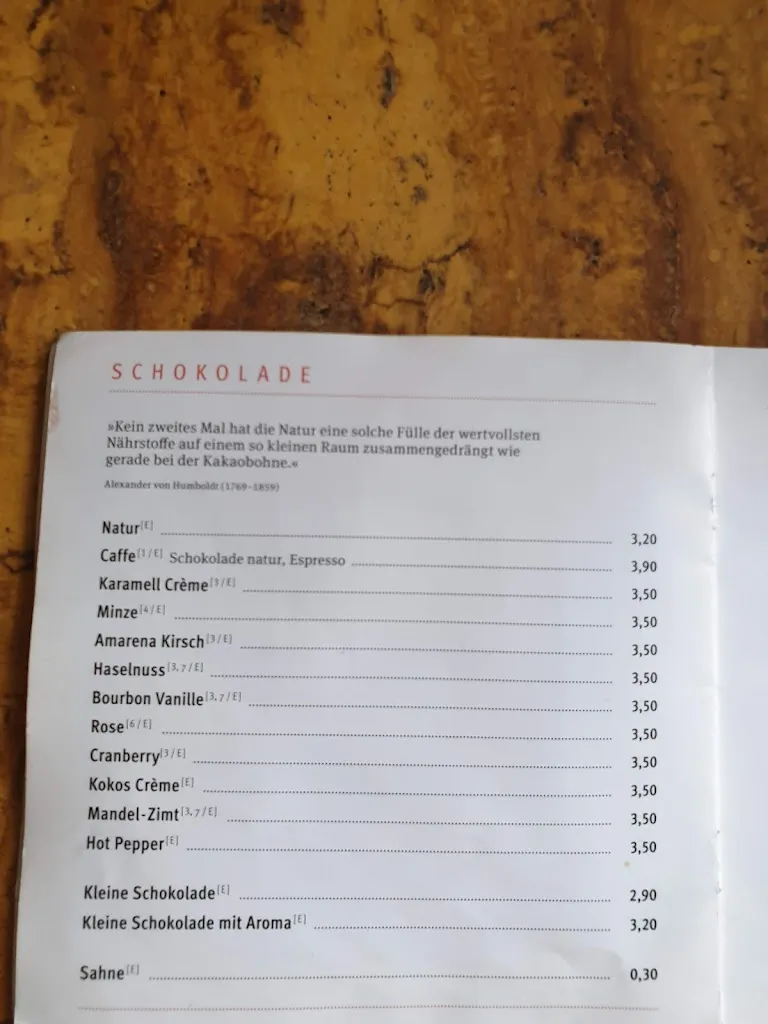 SCHOKOLADE
»Kein zweites Mal hat die Natur eine solche Fülle der wertvollsten
Nährstoffe auf einem so kleinen Raum zusammengedrängt wie
gerade bei der Kakaobohne.«
Alexander von Humboldt (1769–1859)
Natur[E] 3,20
Caffe[1/E] Schokolade natur, Espresso 3,90
Karamell Crème[3/E] 3,50
Minze[4/E] 3,50
Amarena Kirsch[3/E] 3,50
Haselnuss[3,7/E] 3,50
Bourbon Vanille[3,7/E] 3,50
Rose[6/E] 3,50
Cranberry[3/E] 3,50
Kokos Crème[E] 3,50
Mandel-Zimt[3,7/E] 3,50
Hot Pepper[E] 3,50
Kleine Schokolade[E] 2,90
Kleine Schokolade mit Aroma[E] 3,20
Sahne[E] 0,30